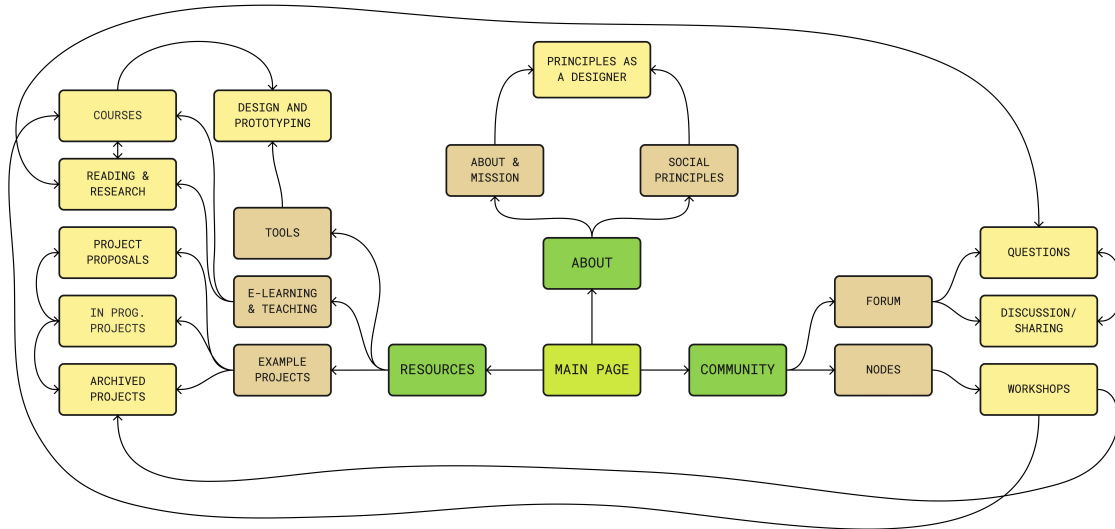 PRINCIPLES AS
A DESIGNER
COURSES
DESIGN AND
PROTOTYPING
ABOUT &
MISSION
SOCIAL
PRINCIPLES
READING &
RESEARCH
TOOLS
PROJECT
PROPOSALS
ABOUT
QUESTIONS
E-LEARNING
& TEACHING
FORUM
IN PROG.
PROJECTS
DISCUSSION/
SHARING
EXAMPLE
PROJECTS
RESOURCES
MAIN PAGE
COMMUNITY
NODES
ARCHIVED
PROJECTS
WORKSHOPS